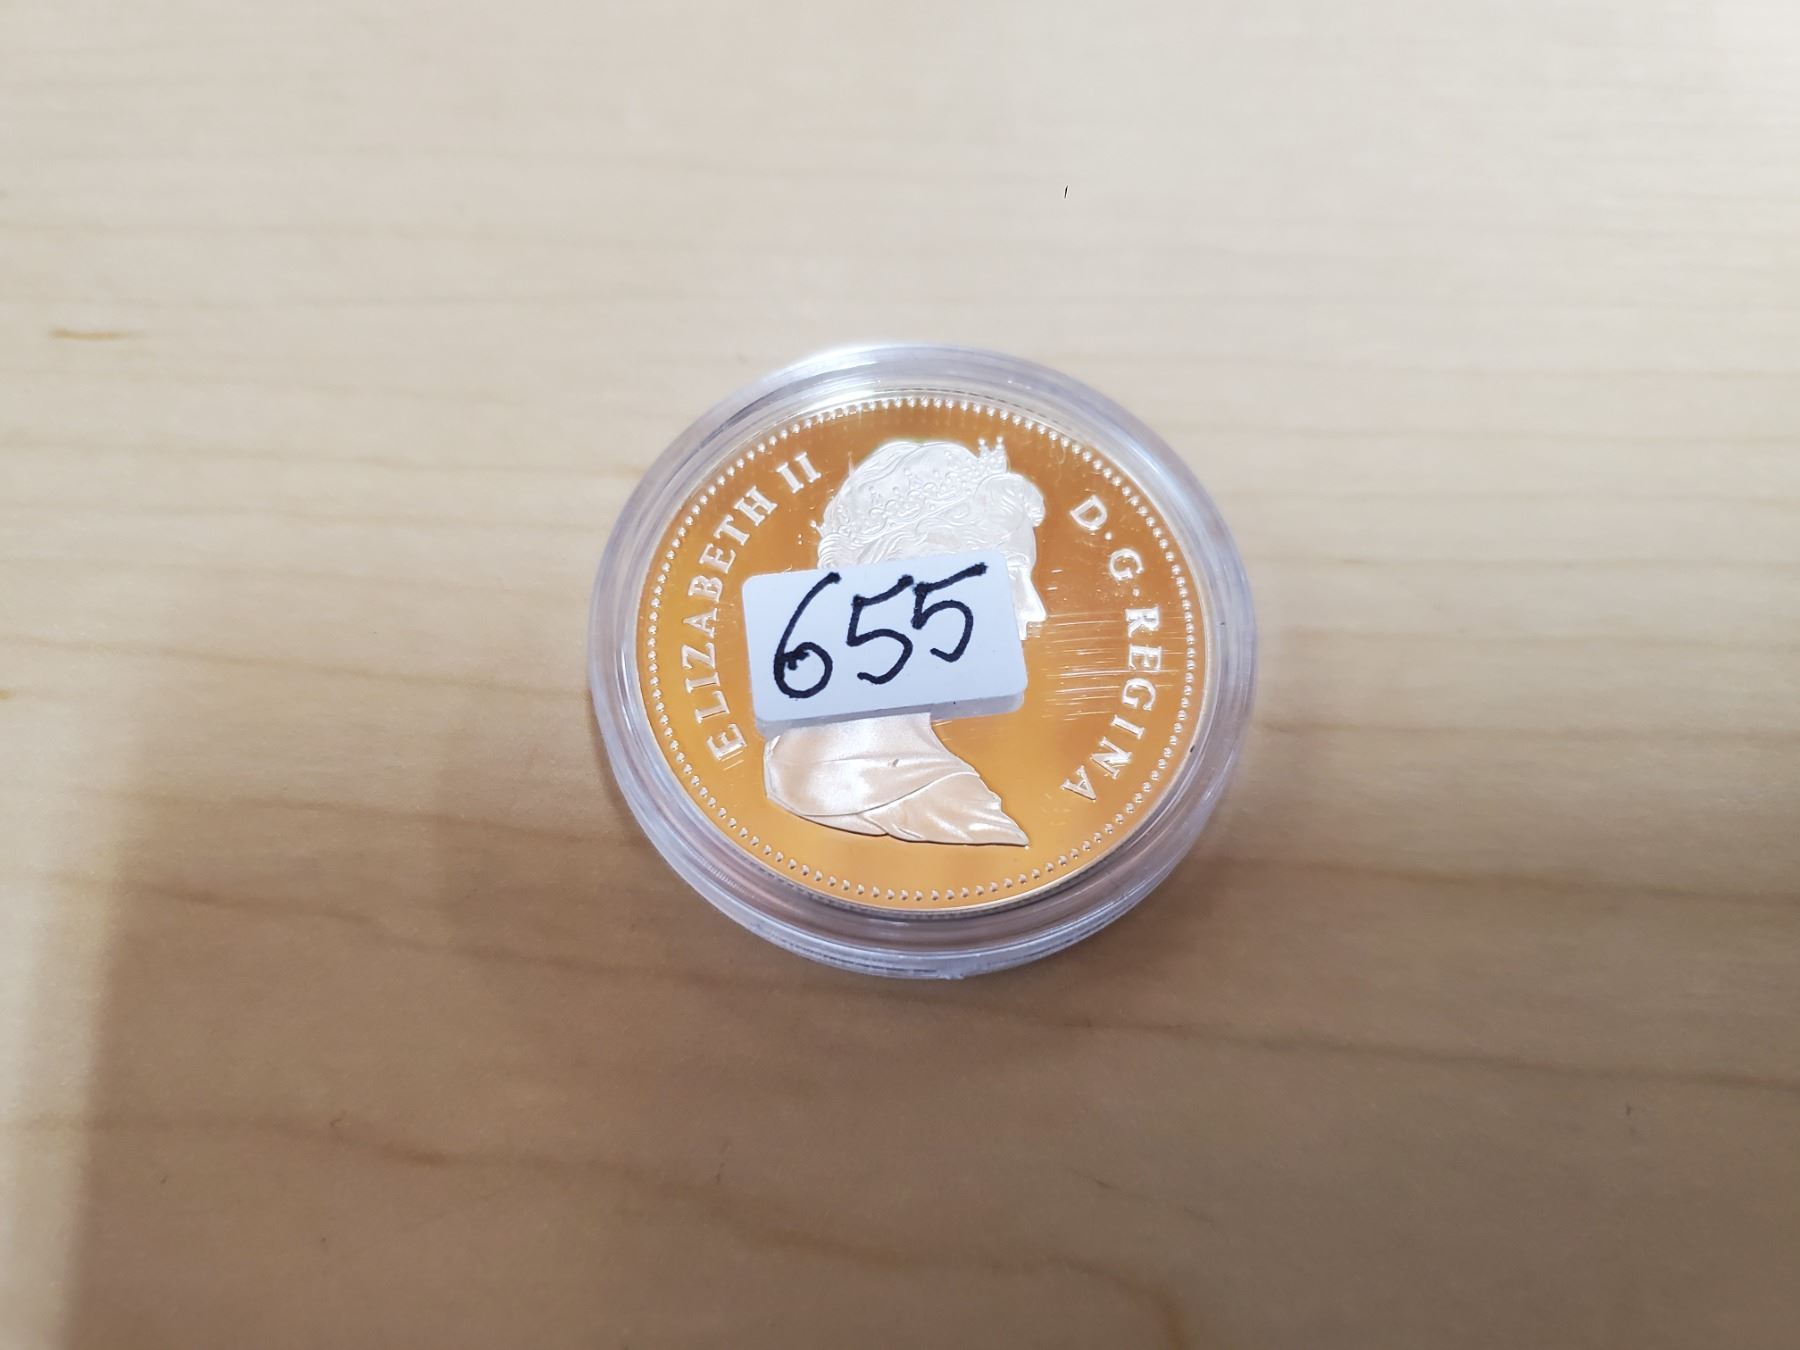 ELIZABETH II D.G.REGINA
655